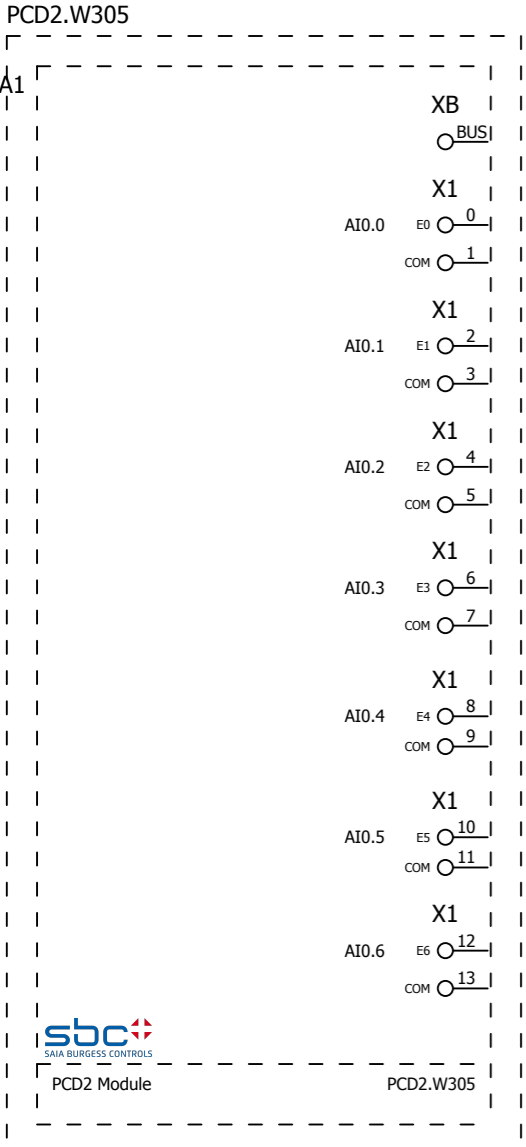 PCD2.W305
A1
XB
BUS
X1
AI0.0 E0 0
COM 1
X1
AI0.1 E1 2
COM 3
X1
AI0.2 E2 4
COM 5
X1
AI0.3 E3 6
COM 7
X1
AI0.4 E4 8
COM 9
X1
AI0.5 E5 10
COM 11
X1
AI0.6 E6 12
COM 13
sbc
SAIA BURGESS CONTROLS
PCD2 Module PCD2.W305